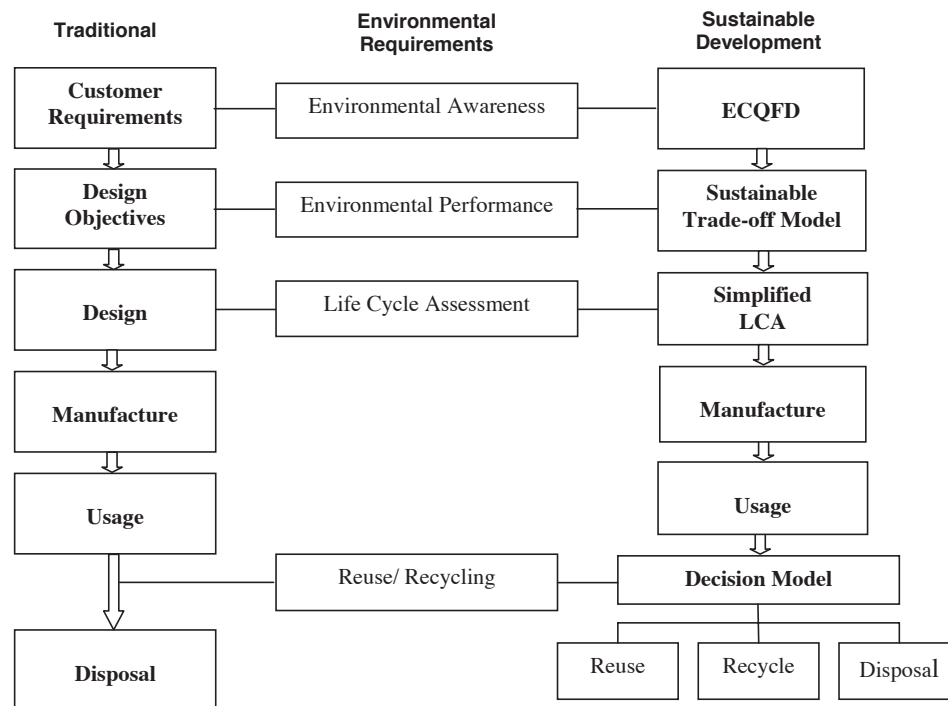 Traditional
Environmental
Requirements
Sustainable
Development
Customer
Requirements
Environmental Awareness
ECQFD
Design
Objectives
Environmental Performance
Sustainable
Trade-off Model
Design
Life Cycle Assessment
Simplified
LCA
Manufacture
Manufacture
Usage
Usage
Reuse/ Recycling
Decision Model
Disposal
Reuse
Recycle
Disposal